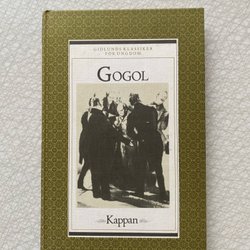 GIDLUNDS KLASSIKER
FÖR UNGDOM
GOGOL
Kappan